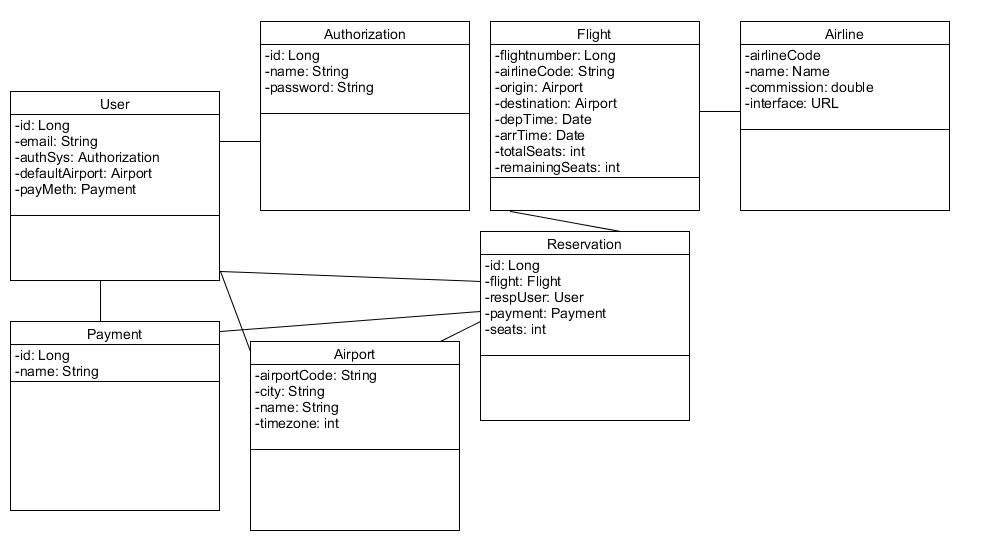 Authorization
-id: Long
-name: String
-password: String
Flight
-flightnumber: Long
-airlineCode: String
-origin: Airport
-destination: Airport
-depTime: Date
-arrTime: Date
-totalSeats: int
-remainingSeats: int
Airline
-airlineCode
-name: Name
-commission: double
-interface: URL
User
-id: Long
-email: String
-authSys: Authorization
-defaultAirport: Airport
-payMeth: Payment
Reservation
-id: Long
-flight: Flight
-respUser: User
-payment: Payment
-seats: int
Payment
-id: Long
-name: String
Airport
-airportCode: String
-city: String
-name: String
-timezone: int